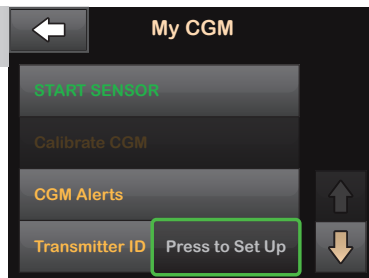 My CGM
START SENSOR
Calibrate CGM
CGM Alerts
Transmitter ID Press to Set Up